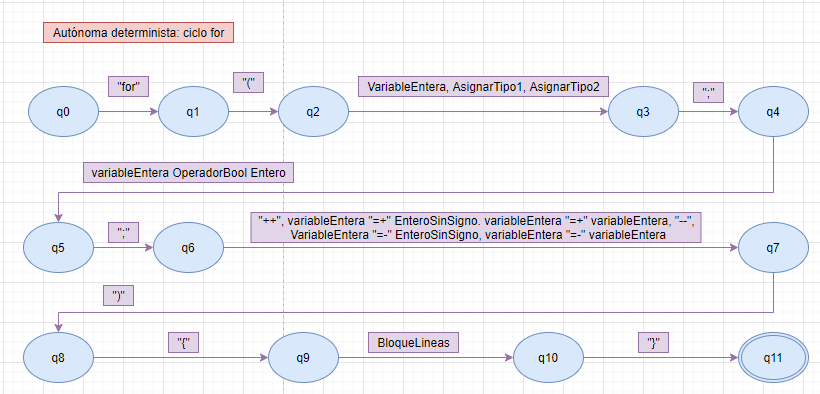 Autónoma determinista: ciclo for
"for"
"("
VariableEntera, AsignarTipo1, AsignarTipo2
";"
q0
q1
q2
q3
q4
variableEntera OperadorBool Entero
";"
"++", variableEntera "=+" EnteroSinSigno. variableEntera "=+" variableEntera, "--",
VariableEntera "=-" EnteroSinSigno, variableEntera "=-" variableEntera
q5
q6
q7
")"
"{"
BloqueLineas
"}"
q8
q9
q10
q11